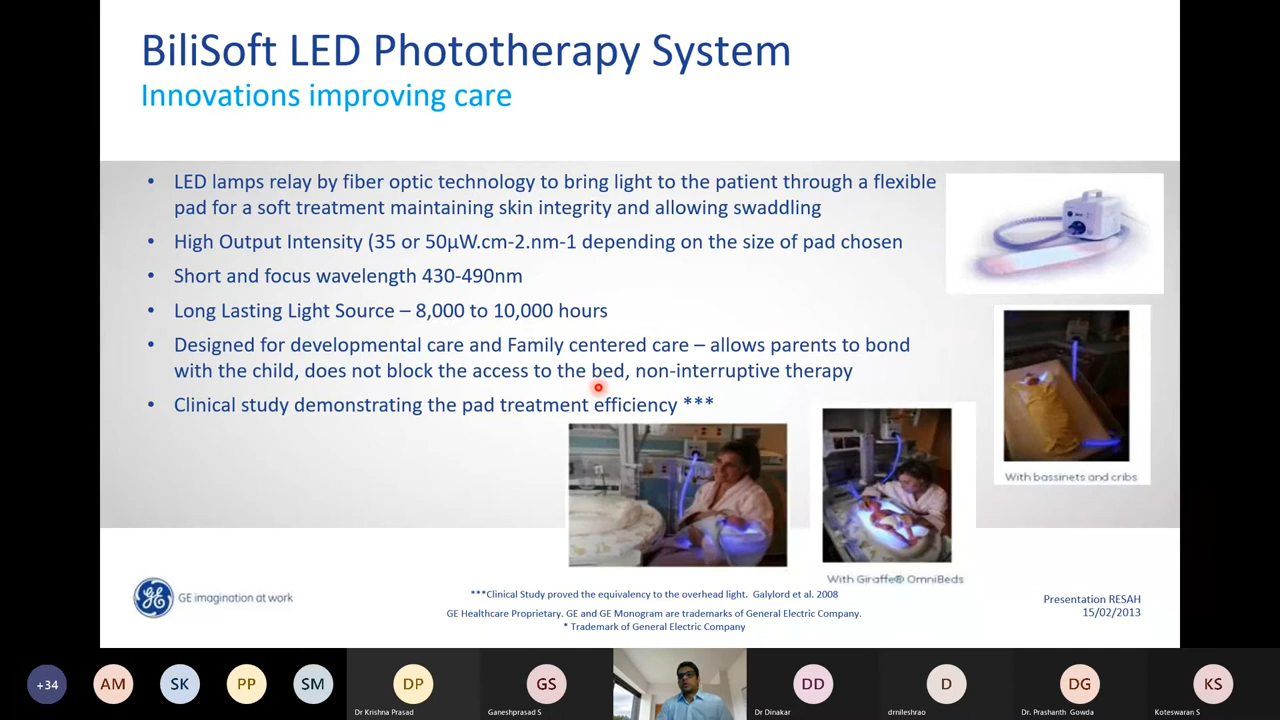 BiliSoft LED Phototherapy System
Innovations improving care
• LED lamps relay by fiber optic technology to bring light to the patient through a flexible
pad for a soft treatment maintaining skin integrity and allowing swaddling
• High Output Intensity (35 or 50µW.cm-2.nm-1 depending on the size of pad chosen
• Short and focus wavelength 430-490nm
• Long Lasting Light Source – 8,000 to 10,000 hours
• Designed for developmental care and Family centered care – allows parents to bond
with the child, does not block the access to the bed, non-interruptive therapy
• Clinical study demonstrating the pad treatment efficiency ***
With bassinets and cribs
With Giraffe® OmniBeds
GE imagination at work
***Clinical Study proved the equivalency to the overhead light. Galylord et al. 2008
GE Healthcare Proprietary. GE and GE Monogram are trademarks of General Electric Company.
* Trademark of General Electric Company
Presentation RESAH
15/02/2013
+34
AM
SK
PP
SM
DP
Dr Krishna Prasad
GS
Ganeshprasad S
DD
Dr Dinakar
D
drnileshrao
DG
Dr. Prashanth Gowda
KS
Koteswaran S